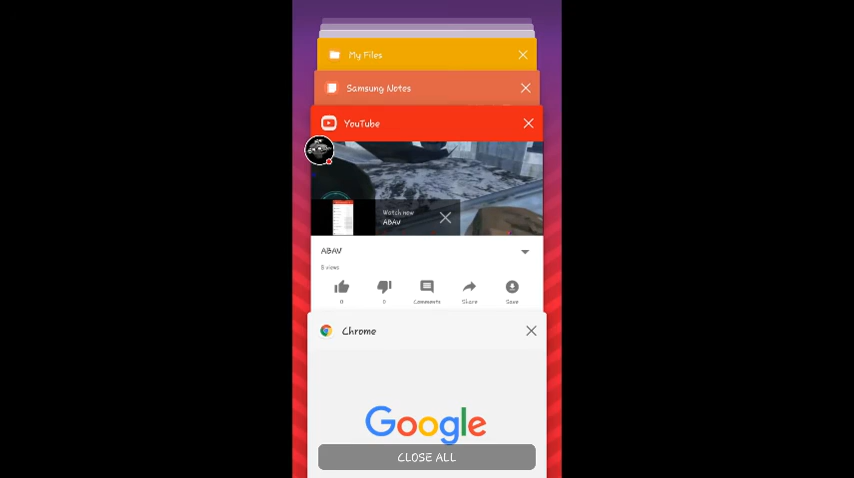 My Files
Samsung Notes
YouTube
Watch now
ABAV
ABAV
8 views
0
0
Comments
Share
Save
Chrome
Google
CLOSE ALL